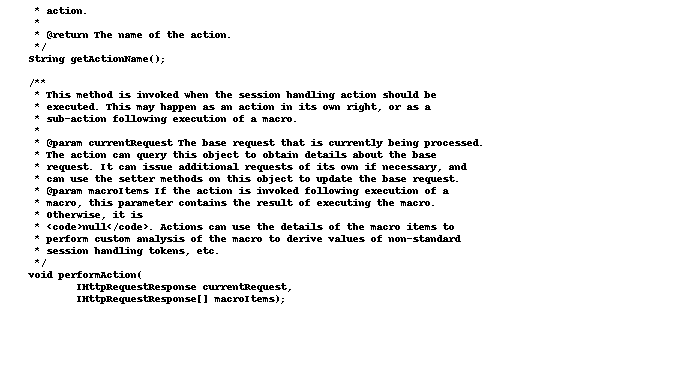 * action.
*
* @return The name of the action.
*/
String getActionName();
/**
* This method is invoked when the session handling action should be
* executed. This may happen as an action in its own right, or as a
* sub-action following execution of a macro.
*
* @param currentRequest The base request that is currently being processed.
* The action can query this object to obtain details about the base
* request. It can issue additional requests of its own if necessary, and
* can use the setter methods on this object to update the base request.
* @param macroItems If the action is invoked following execution of a
* macro, this parameter contains the result of executing the macro.
* Otherwise, it is
* <code>null</code>. Actions can use the details of the macro items to
* perform custom analysis of the macro to derive values of non-standard
* session handling tokens, etc.
*/
void performAction(
IHttpRequestResponse currentRequest,
IHttpRequestResponse[] macroItems);